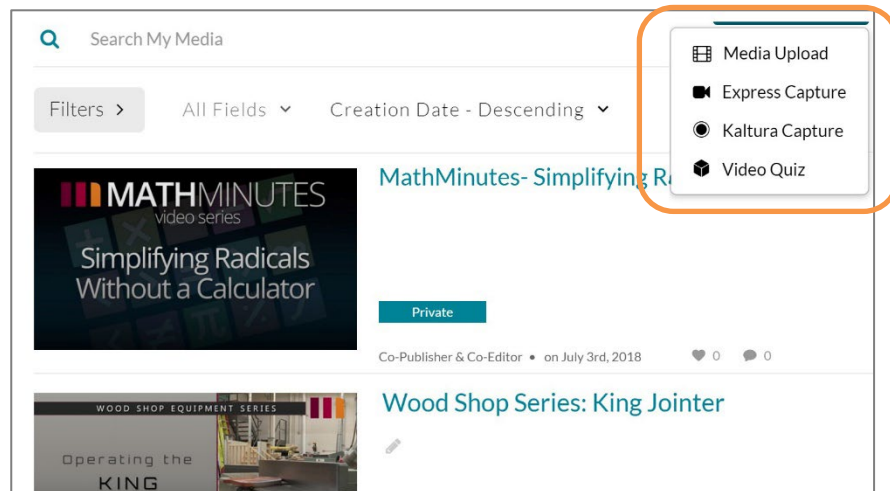 Search My Media
Media Upload
Express Capture
Kaltura Capture
Video Quiz
Filters
All Fields
Creation Date - Descending
MATHMINUTES
video series
Simplifying Radicals
Without a Calculator
MathMinutes- Simplifying
Private
Co-Publisher & Co-Editor • on July 3rd, 2018
0
0
WOOD SHOP EQUIPMENT SERIES
Operating the
KING
Wood Shop Series: King Jointer